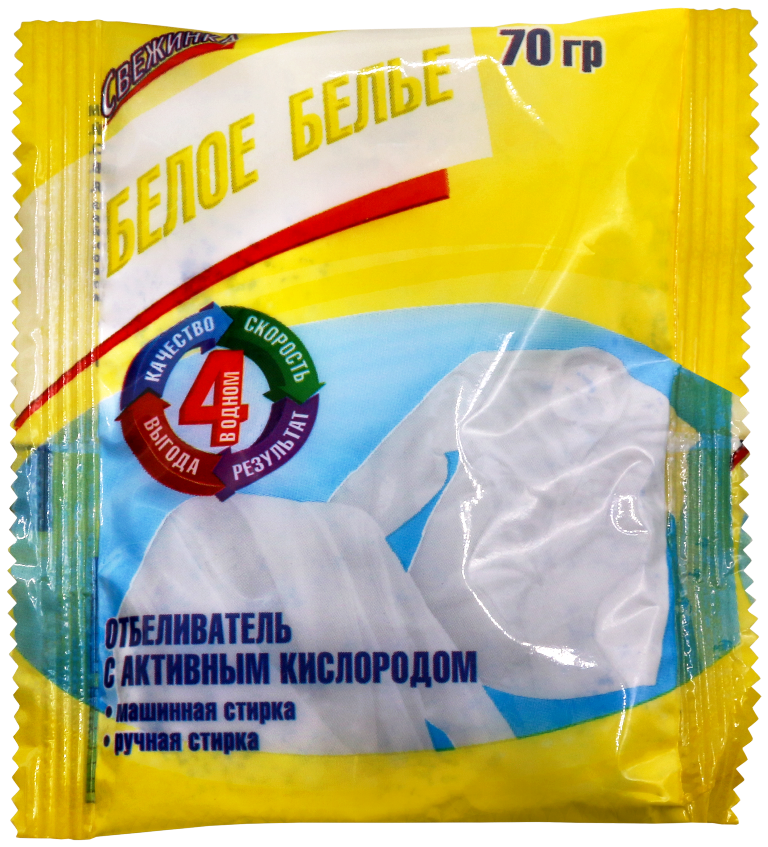 СВЕЖИНКА
70 гр
БЕЛОЕ БЕЛЬЕ
КАЧЕСТВО
СКОРОСТЬ
4
В ОДНОМ
ВЫГОДА
РЕЗУЛЬТАТ
ОТБЕЛИВАТЕЛЬ
С АКТИВНЫМ КИСЛОРОДОМ
• машинная стирка
• ручная стирка